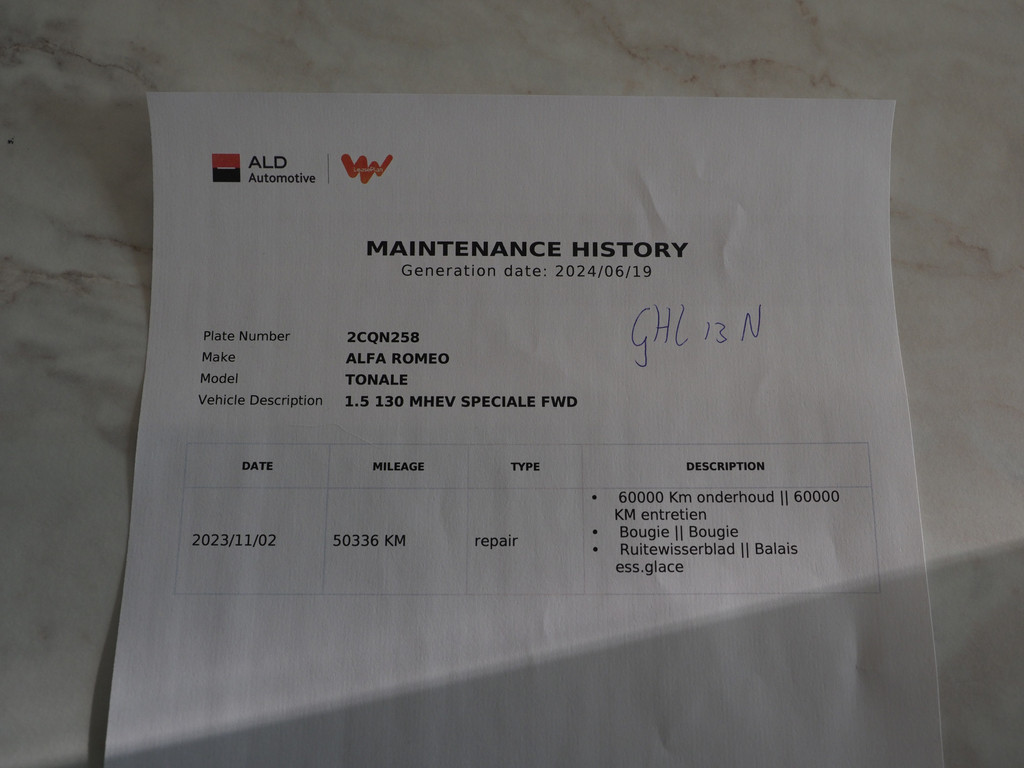 ALD
Automotive
LeasePlan
MAINTENANCE HISTORY
Generation date: 2024/06/19
GHL 13 N
Plate Number 2CQN258
Make ALFA ROMEO
Model TONALE
Vehicle Description 1.5 130 MHEV SPECIALE FWD
DATE MILEAGE TYPE DESCRIPTION
2023/11/02 50336 KM repair
• 60000 Km onderhoud || 60000
KM entretien
• Bougie || Bougie
• Ruitewisserblad || Balais
ess.glace